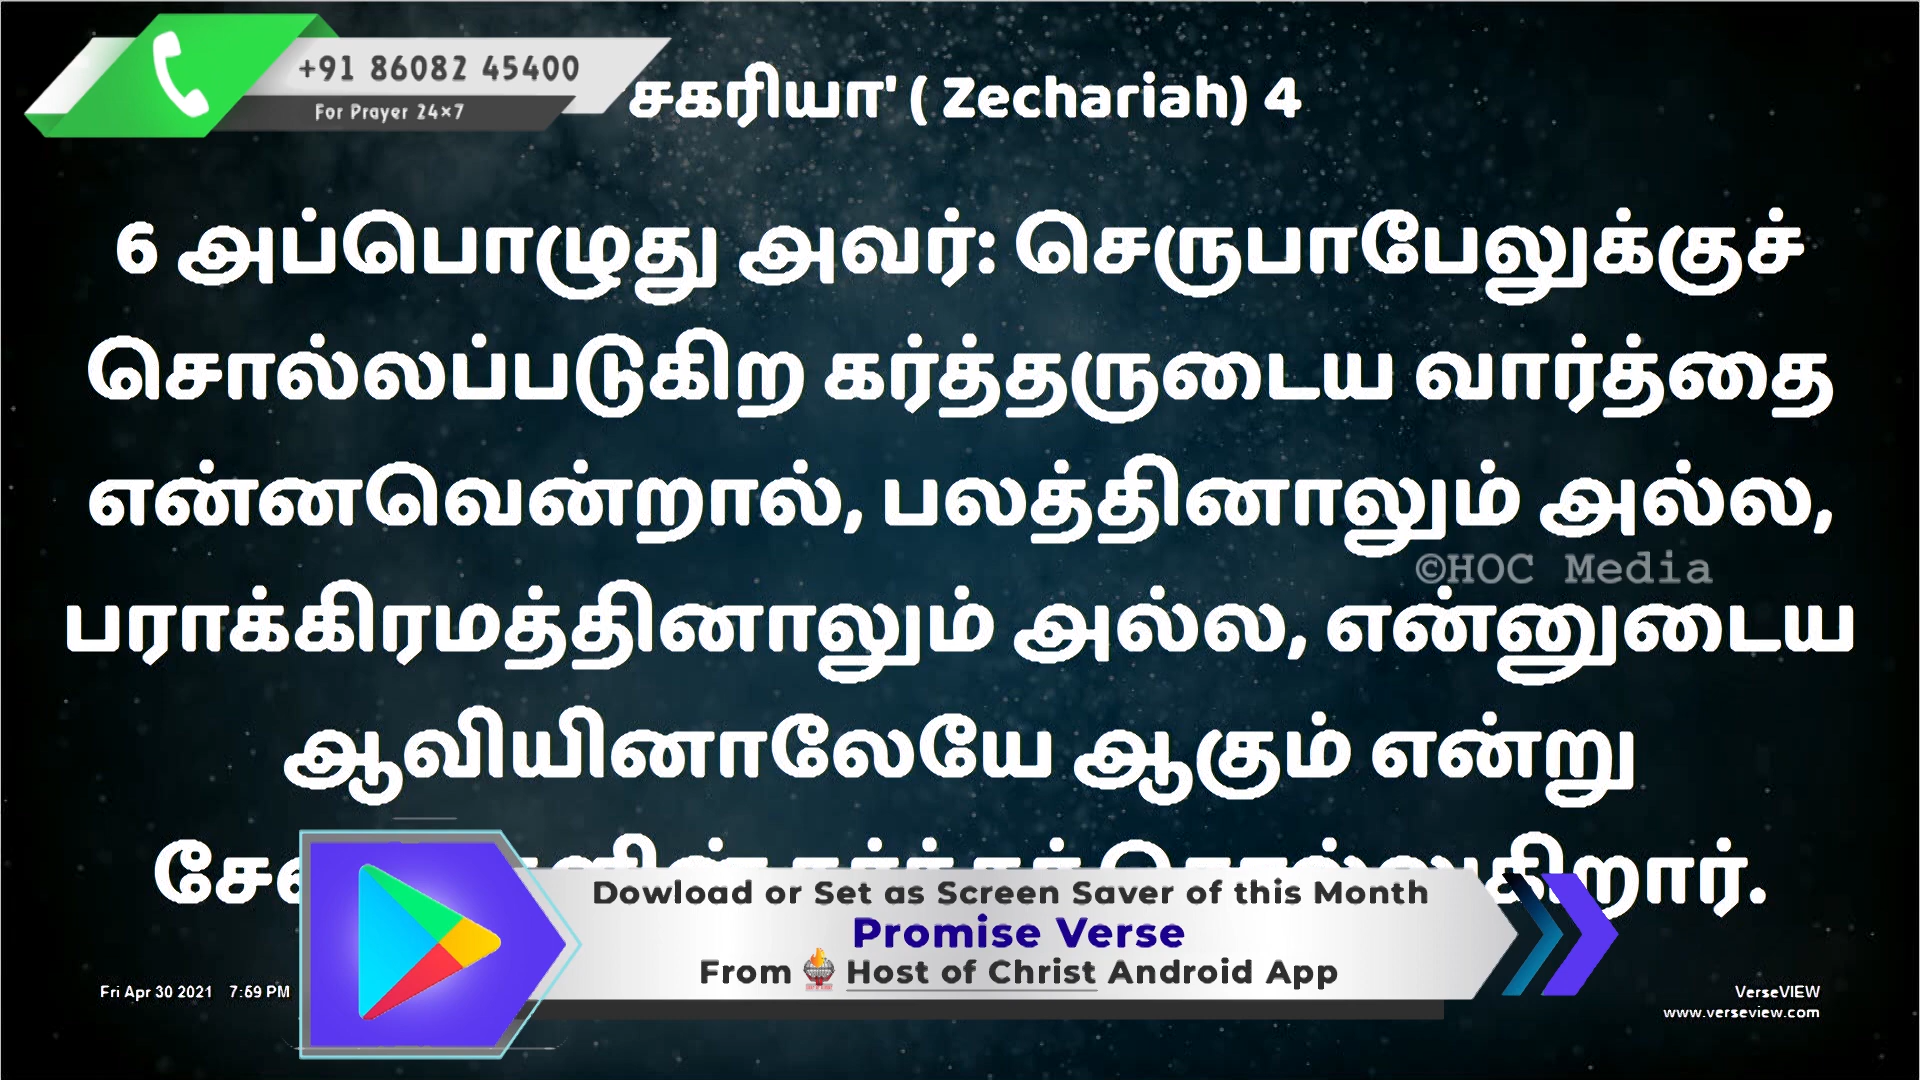 +91 86082 45400
For Prayer 24×7
சகரியா' ( Zechariah) 4
6 அப்பொழுது அவர்: செருபாபேலுக்குச்
சொல்லப்படுகிற கர்த்தருடைய வார்த்தை
என்னவென்றால், பலத்தினாலும் அல்ல,
©HOC Media
பராக்கிரமத்தினாலும் அல்ல, என்னுடைய
ஆவியினாலேயே ஆகும் என்று
Dowload or Set as Screen Saver of this Month
Promise Verse
From Host of Christ Android App
Fri Apr 30 2021 7:59 PM
VerseVIEW
www.verseview.com